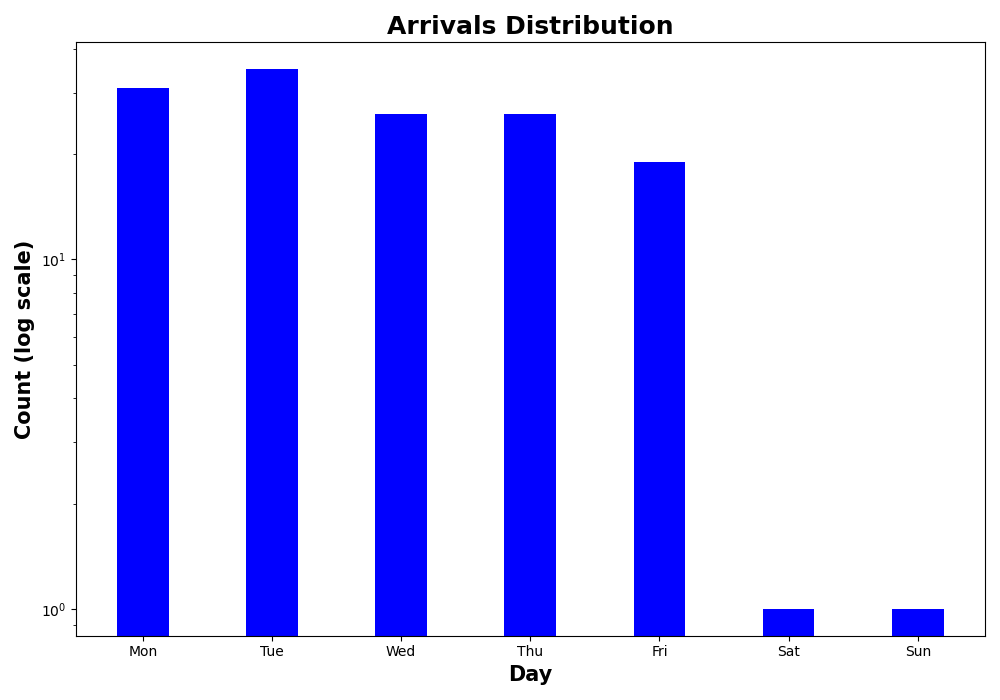 Arrivals Distribution
Count (log scale)
10¹
10⁰
Mon Tue Wed Thu Fri Sat Sun
Day